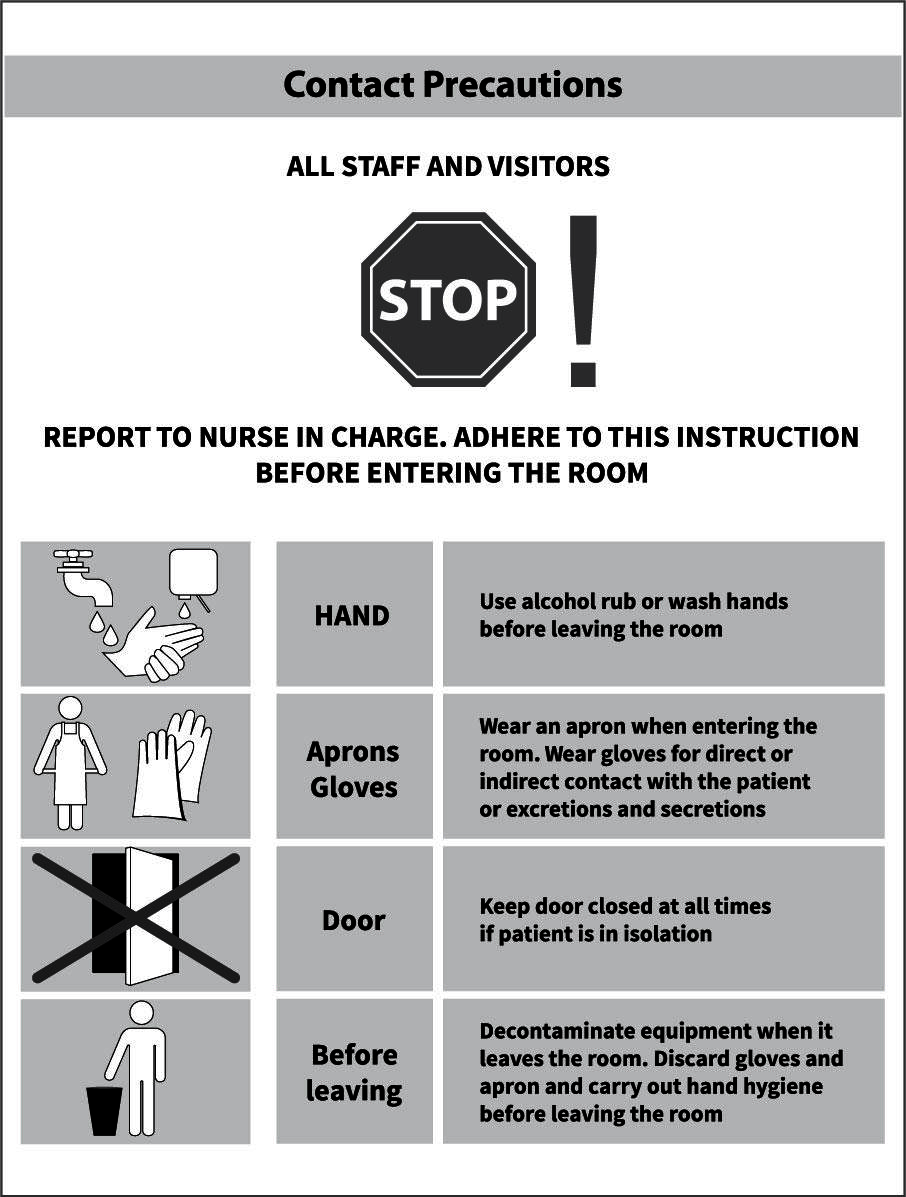 Contact Precautions
ALL STAFF AND VISITORS
STOP !
REPORT TO NURSE IN CHARGE. ADHERE TO THIS INSTRUCTION
BEFORE ENTERING THE ROOM
HAND
Use alcohol rub or wash hands
before leaving the room
Aprons
Gloves
Wear an apron when entering the
room. Wear gloves for direct or
indirect contact with the patient
or excretions and secretions
Door
Keep door closed at all times
if patient is in isolation
Before
leaving
Decontaminate equipment when it
leaves the room. Discard gloves and
apron and carry out hand hygiene
before leaving the room